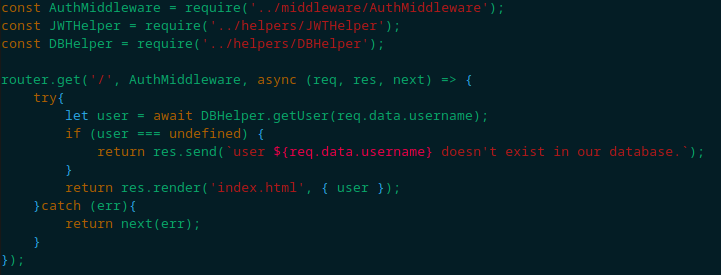 const AuthMiddleware = require('../middleware/AuthMiddleware');
const JWTHelper = require('../helpers/JWTHelper');
const DBHelper = require('../helpers/DBHelper');

router.get('/', AuthMiddleware, async (req, res, next) => {
    try{
        let user = await DBHelper.getUser(req.data.username);
        if (user === undefined) {
            return res.send(`user ${req.data.username} doesn't exist in our database.`);
        }
        return res.render('index.html', { user });
    }catch (err){
        return next(err);
    }
});